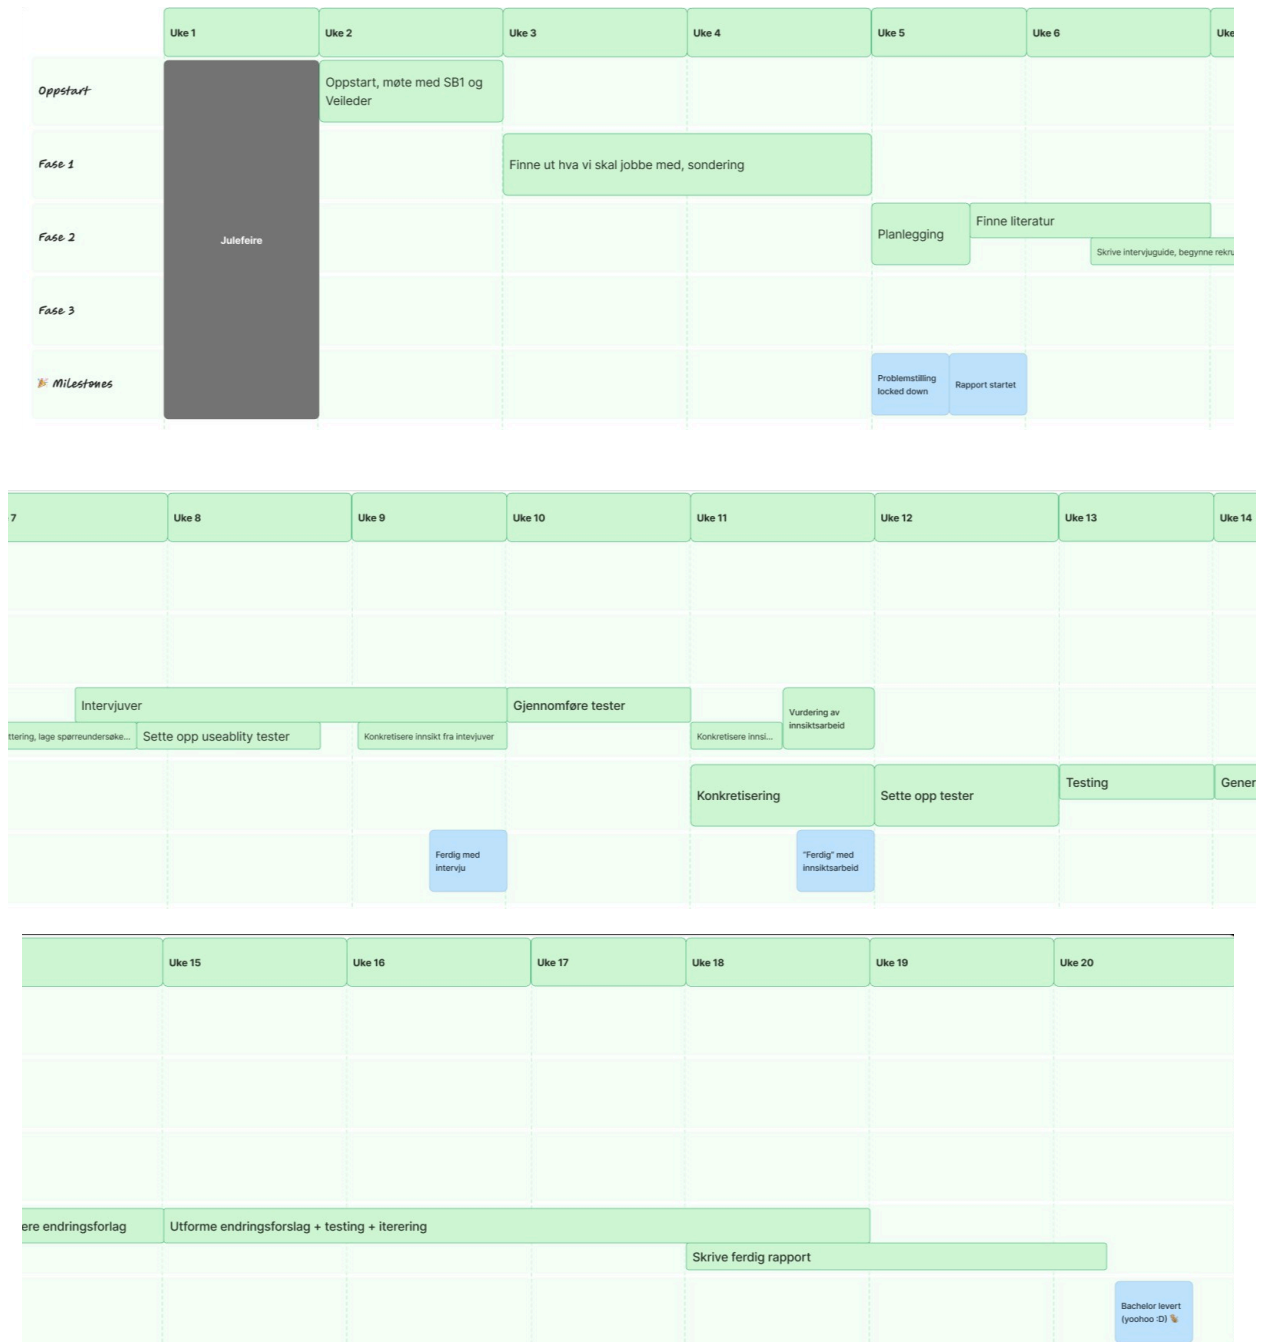 Uke 1
Uke 2
Uke 3
Uke 4
Uke 5
Uke 6
Uke
Oppstart
Oppstart, møte med SB1 og
Veileder
Fase 1
Finne ut hva vi skal jobbe med, sondering
Fase 2
Julefeire
Planlegging
Finne literatur
Skrive intervjuguide, begynne rekru
Fase 3
Milestones
Problemstilling
locked down
Rapport startet
7
Uke 8
Uke 9
Uke 10
Uke 11
Uke 12
Uke 13
Uke 14
Intervjuver
Gjennomføre tester
Vurdering av
innsiktsarbeid
ttering, lage spørreundersøke...
Sette opp useablity tester
Konkretisere innsikt fra intevjuver
Konkretisere innsi...
Konkretisering
Sette opp tester
Testing
Gener
Ferdig med
intervju
"Ferdig" med
innsiktsarbeid
Uke 15
Uke 16
Uke 17
Uke 18
Uke 19
Uke 20
ere endringsforlag
Utforme endringsforslag + testing + iterering
Skrive ferdig rapport
Bachelor levert
(yoohoo :D)